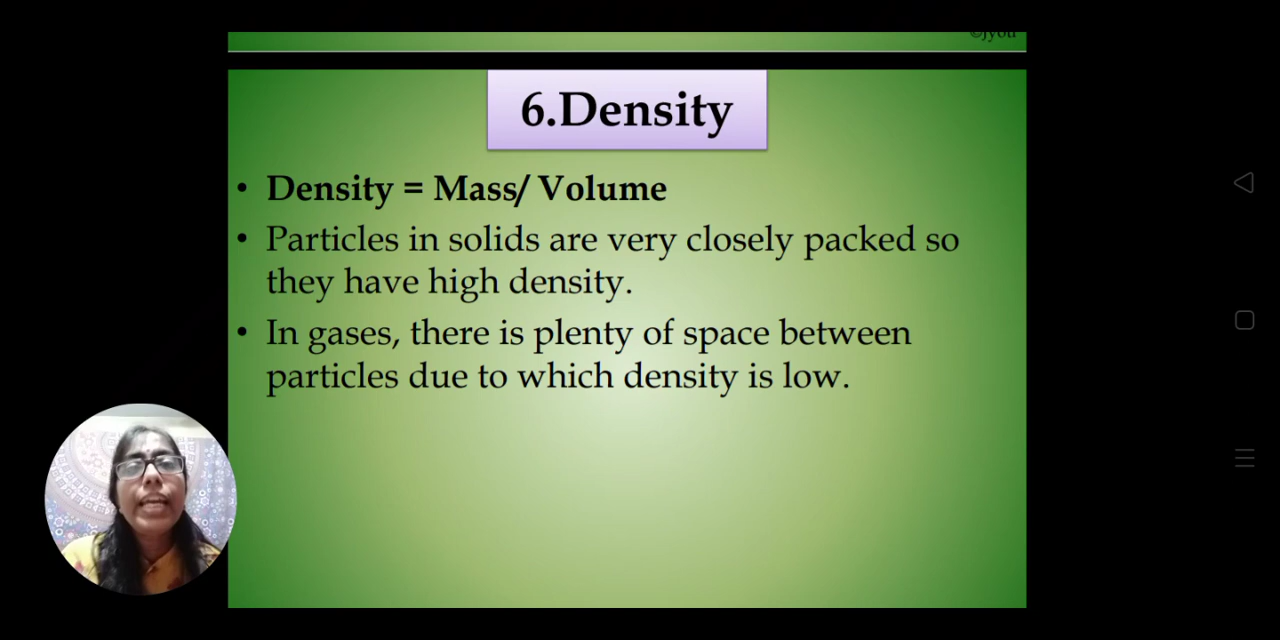 ©Jyoti
6.Density
• Density = Mass/ Volume
• Particles in solids are very closely packed so
they have high density.
• In gases, there is plenty of space between
particles due to which density is low.